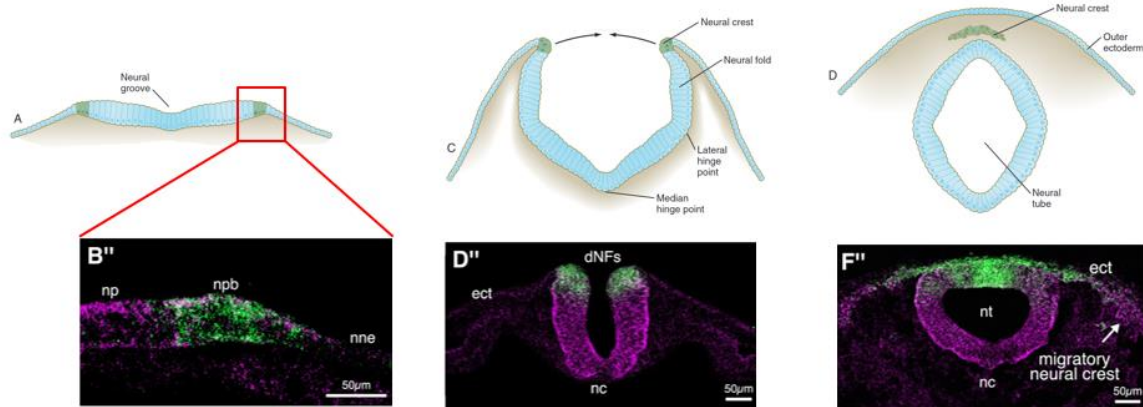 Neural
groove
A
Neural crest
Neural fold
C
Lateral
hinge
point
Median
hinge point
Neural crest
Outer
ectoderm
D
Neural
tube
B"
np
npb
nne
50µm
D"
dNFs
ect
nc
50µm
F"
ect
nt
migratory
neural crest
nc
50µm